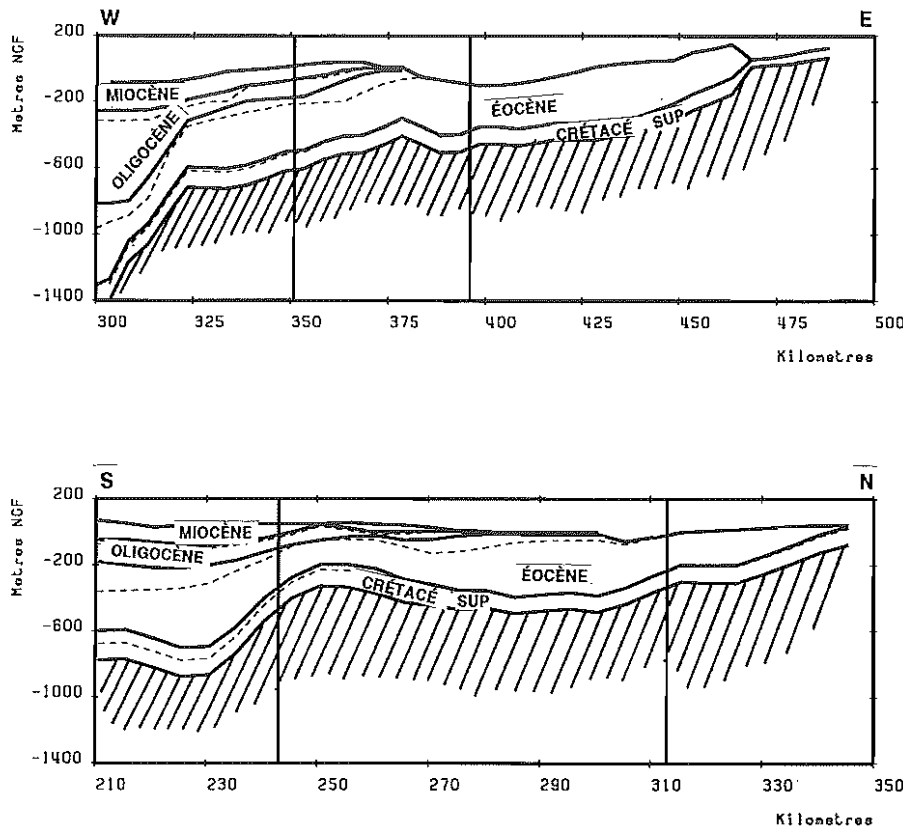 W E
Metres NGF
200
-200
-600
-1000
-1400
MIOCÈNE
OLIGOCÈNE
ÉOCÈNE
CRÉTACÉ SUP
300 325 350 375 400 425 450 475 500
Kilometres
S N
Metres NGF
200
-200
-600
-1000
-1400
MIOCÈNE
OLIGOCÈNE
ÉOCÈNE
CRÉTACÉ SUP
210 230 250 270 290 310 330 350
Kilometres